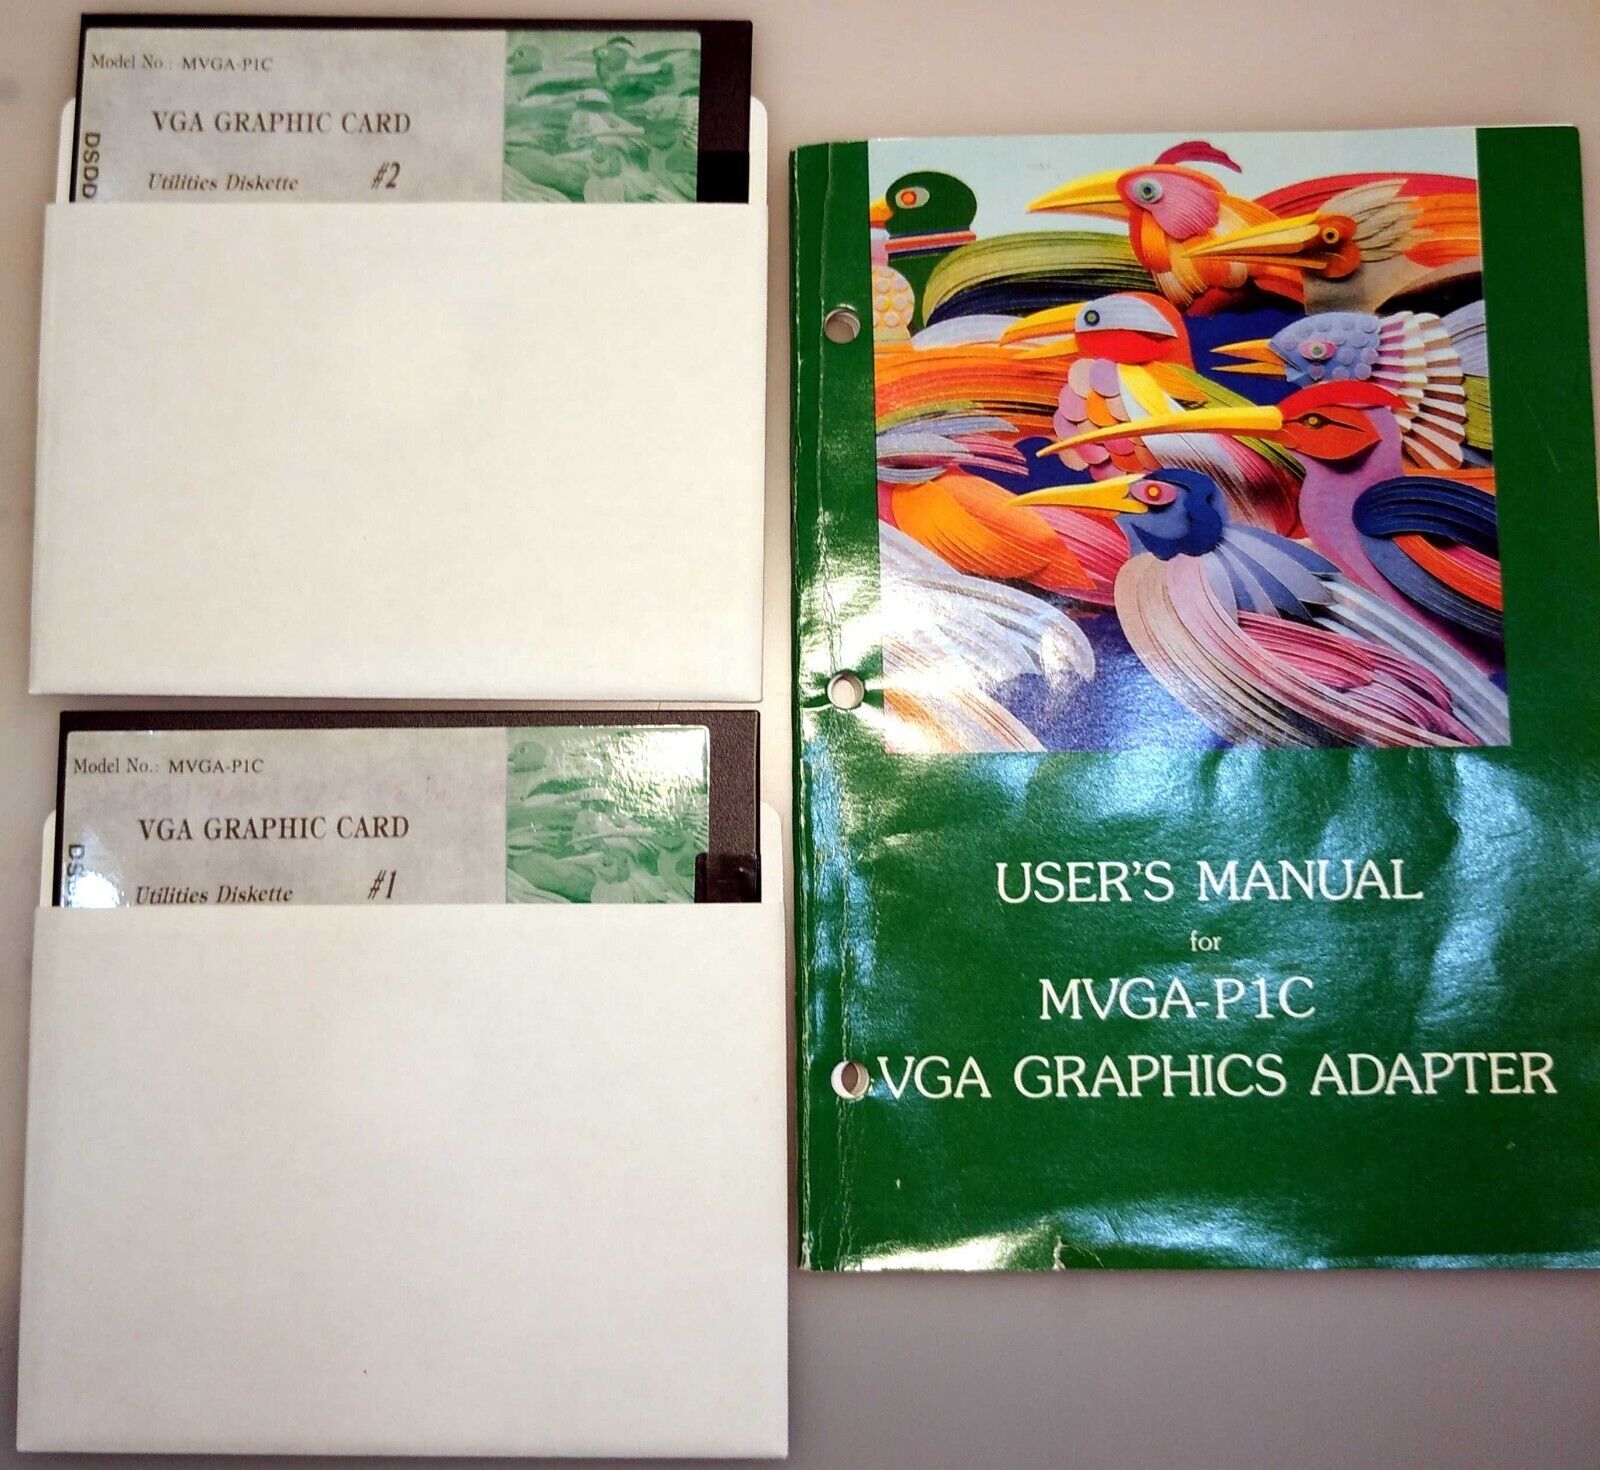 Model No.: MVGA-P1C
VGA GRAPHIC CARD
DSDD
Utilities Diskette #2
Model No.: MVGA-P1C
VGA GRAPHIC CARD
Utilities Diskette #1
USER'S MANUAL
for
MVGA-P1C
VGA GRAPHICS ADAPTER